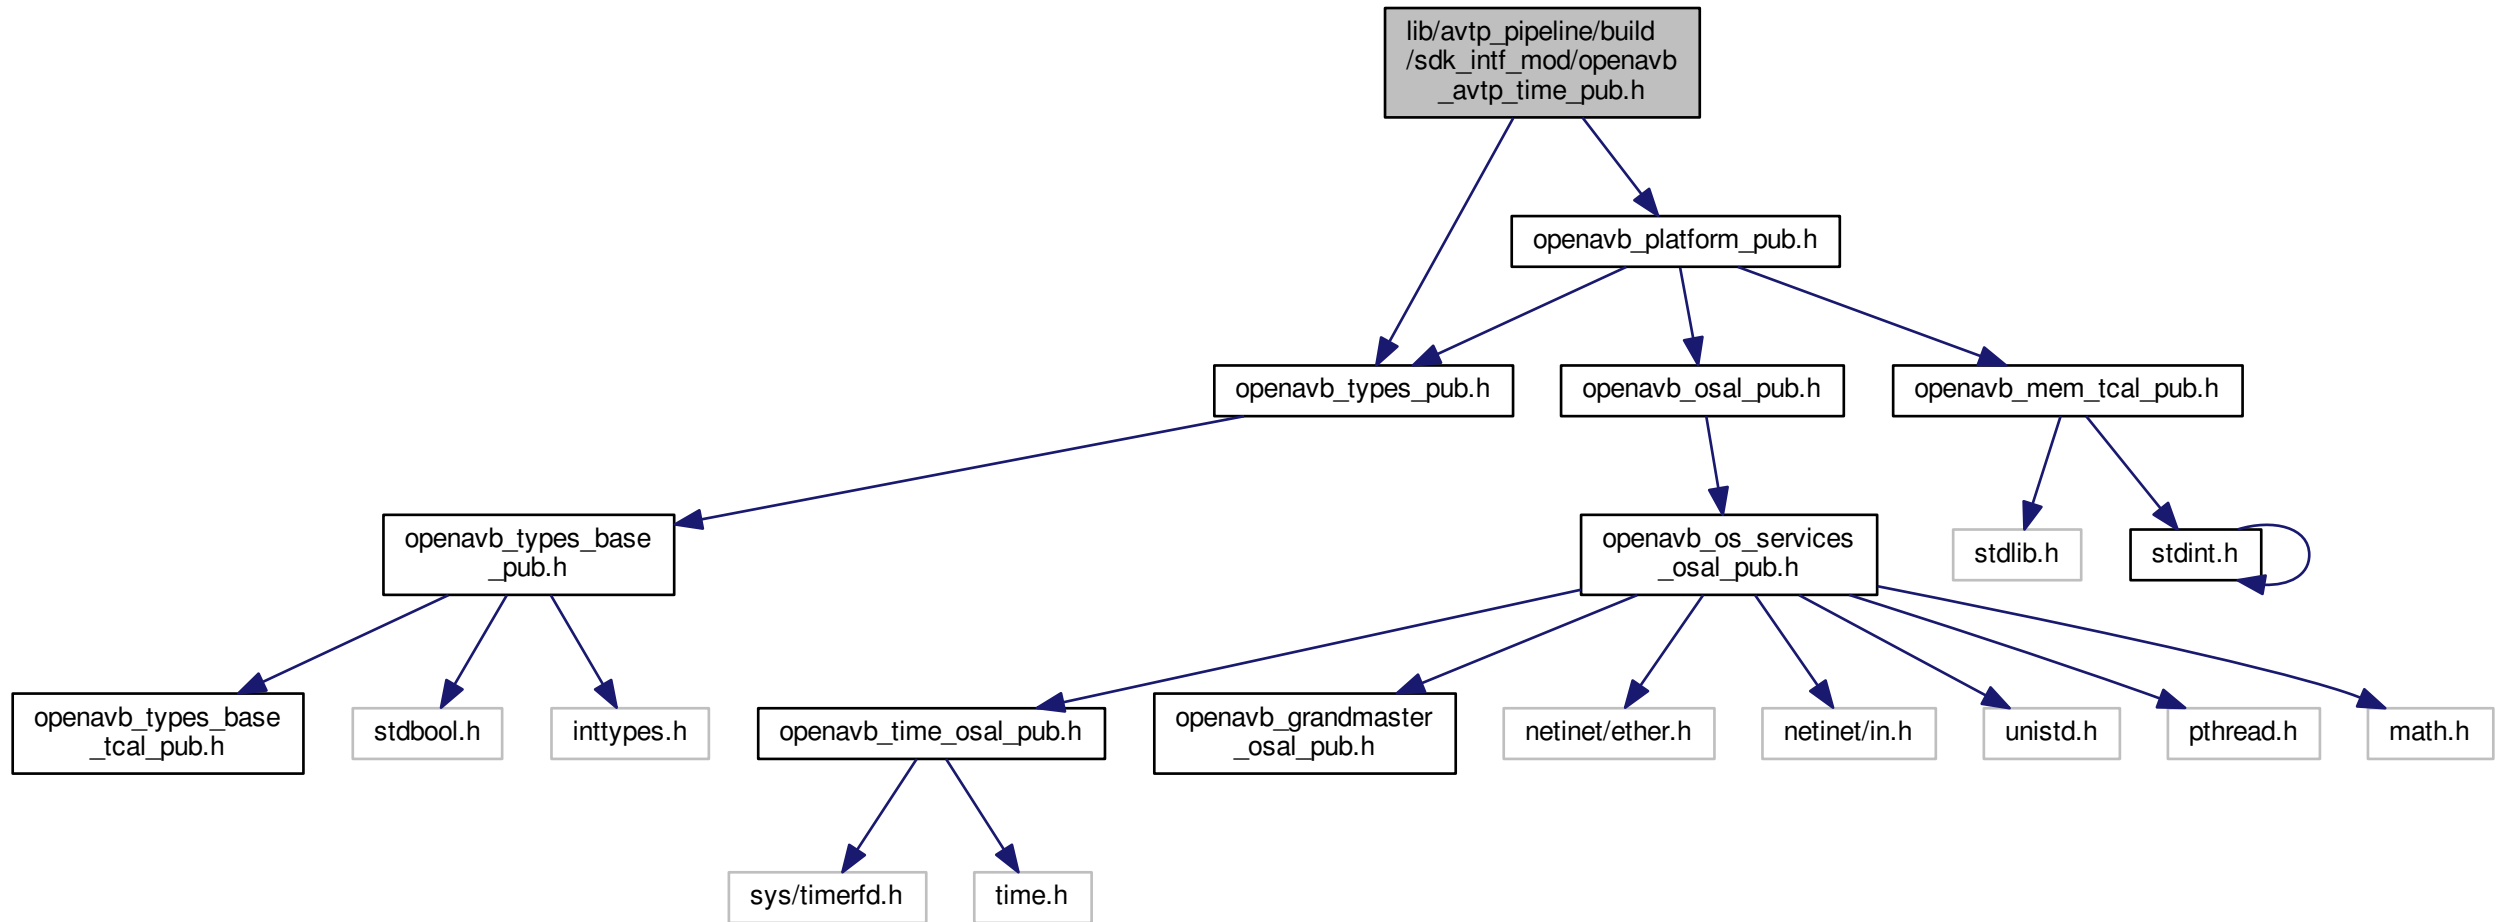 lib/avtp_pipeline/build
/sdk_intf_mod/openavb
_avtp_time_pub.h
openavb_platform_pub.h
openavb_types_pub.h
openavb_osal_pub.h
openavb_mem_tcal_pub.h
openavb_types_base
_pub.h
openavb_os_services
_osal_pub.h
stdlib.h
stdint.h
openavb_types_base
_tcal_pub.h
stdbool.h
inttypes.h
openavb_time_osal_pub.h
openavb_grandmaster
_osal_pub.h
netinet/ether.h
netinet/in.h
unistd.h
pthread.h
math.h
sys/timerfd.h
time.h